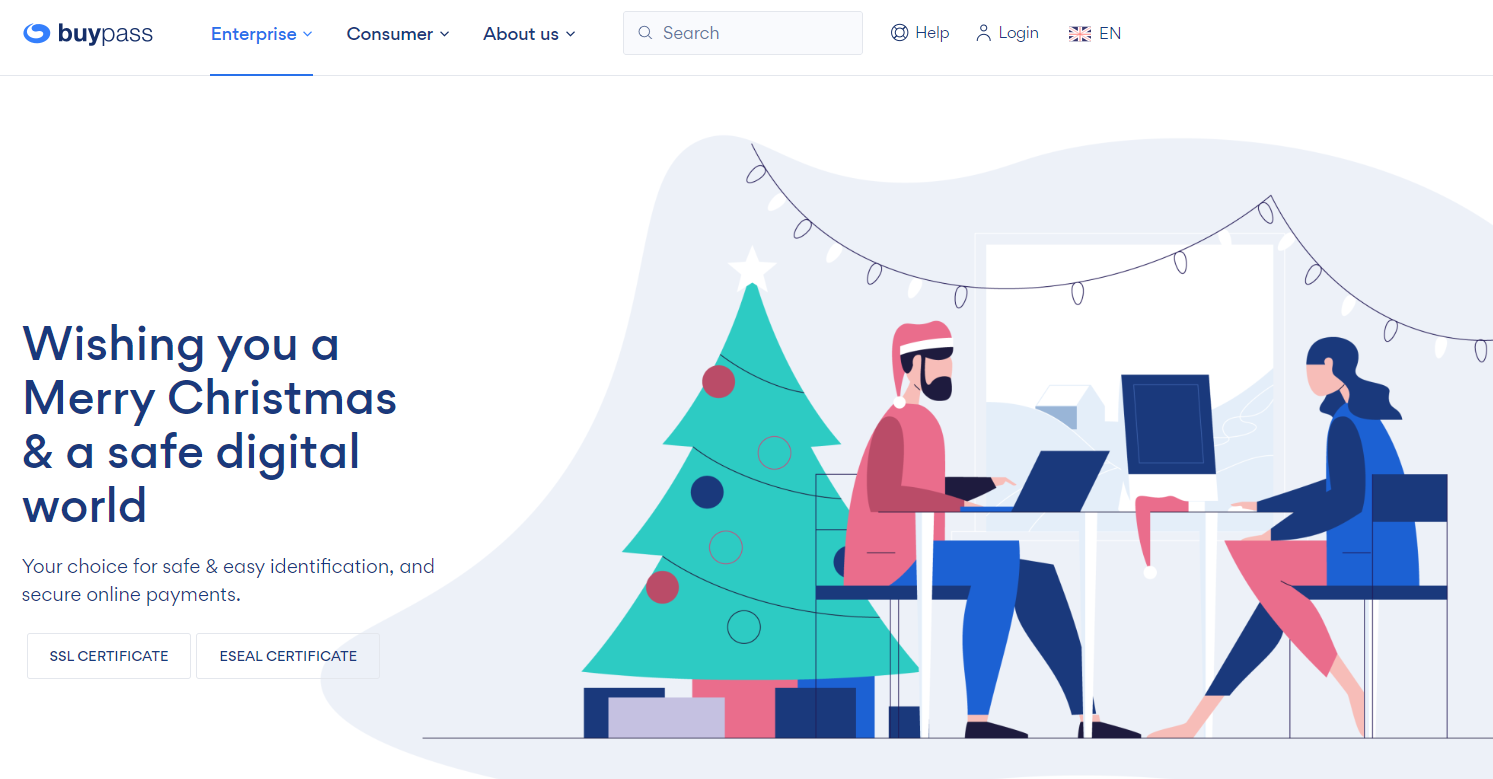 buypass
Enterprise
Consumer
About us
Search
Help
Login
EN
Wishing you a
Merry Christmas
& a safe digital
world
Your choice for safe & easy identification, and
secure online payments.
SSL CERTIFICATE
ESEAL CERTIFICATE